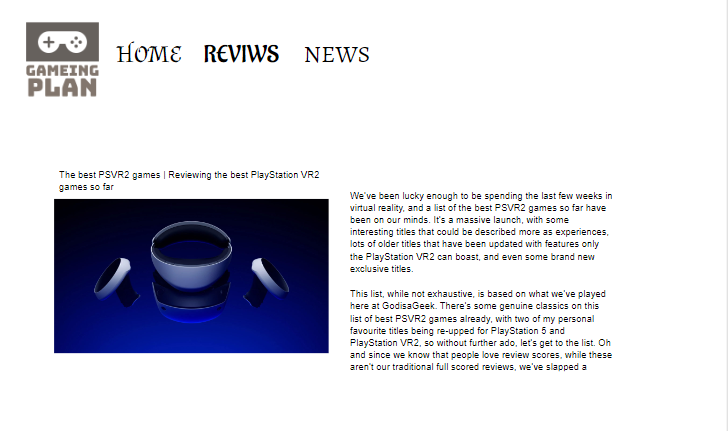 GAMEING
PLAN
HOME REVIWS NEWS
The best PSVR2 games | Reviewing the best PlayStation VR2
games so far
We've been lucky enough to be spending the last few weeks in
virtual reality, and a list of the best PSVR2 games so far have
been on our minds. It's a massive launch, with some
interesting titles that could be described more as experiences,
lots of older titles that have been updated with features only
the PlayStation VR2 can boast, and even some brand new
exclusive titles.
This list, while not exhaustive, is based on what we've played
here at GodisaGeek. There's some genuine classics on this
list of best PSVR2 games already, with two of my personal
favourite titles being re-upped for PlayStation 5 and
PlayStation VR2, so without further ado, let's get to the list. Oh
and since we know that people love review scores, while these
aren't our traditional full scored reviews, we've slapped a